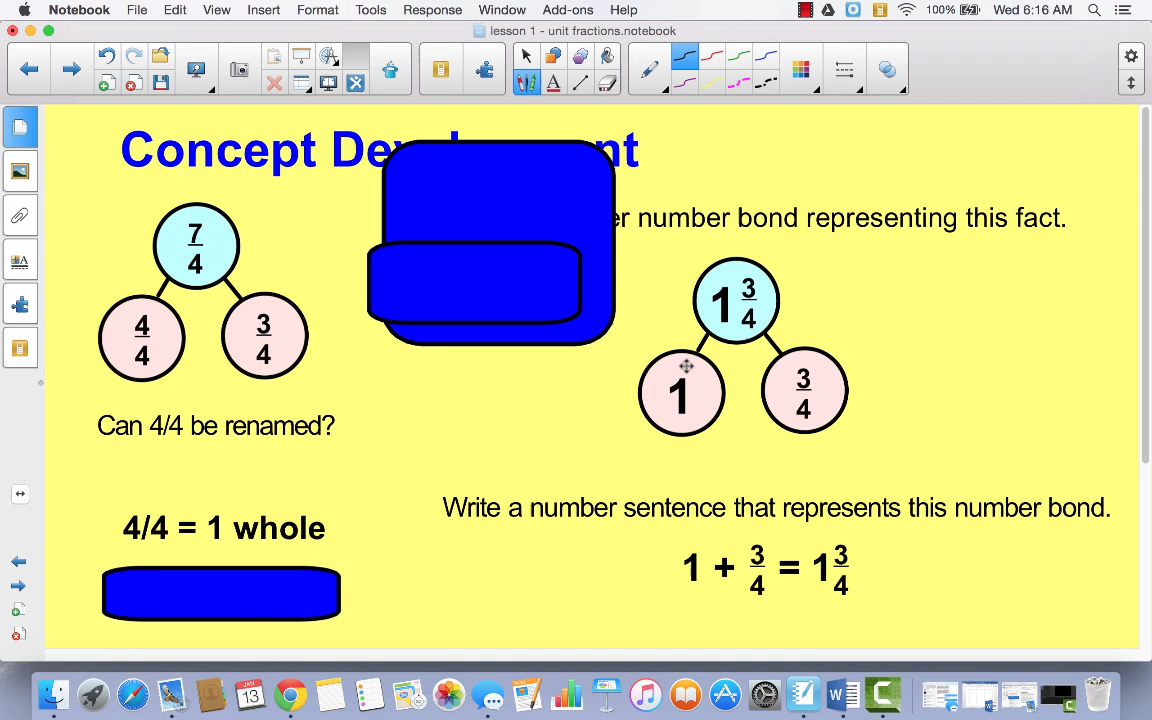 Notebook File Edit View Insert Format Tools Response Window Add-ons Help 100% Wed 6:16 AM
lesson 1 - unit fractions.notebook
Concept De nt
number bond representing this fact.
7/4
4/4 3/4
1 3/4
1 3/4
Can 4/4 be renamed?
Write a number sentence that represents this number bond.
4/4 = 1 whole
1 + 3/4 = 1 3/4
JAN
13